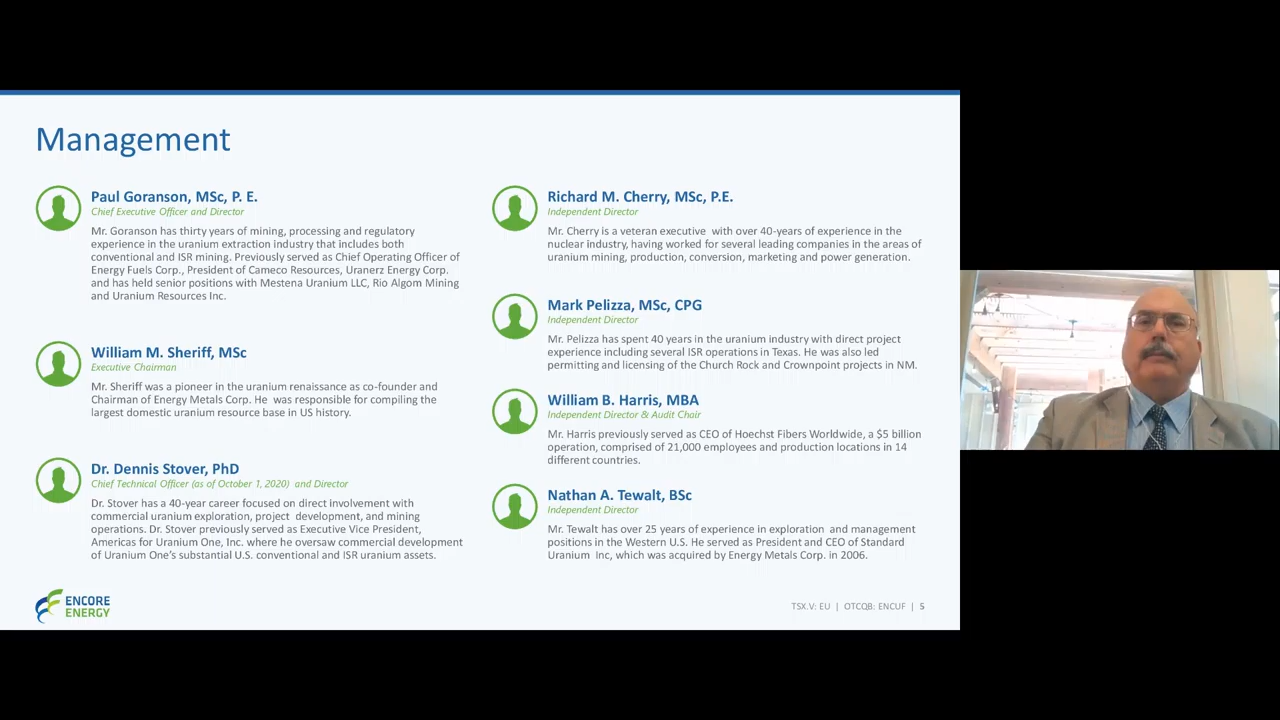 Management
Paul Goranson, MSc, P. E.
Chief Executive Officer and Director
Mr. Goranson has thirty years of mining, processing and regulatory
experience in the uranium extraction industry that includes both
conventional and ISR mining. Previously served as Chief Operating Officer of
Energy Fuels Corp., President of Cameco Resources, Uranerz Energy Corp.
and has held senior positions with Mestena Uranium LLC, Rio Algom Mining
and Uranium Resources Inc.
William M. Sheriff, MSc
Executive Chairman
Mr. Sheriff was a pioneer in the uranium renaissance as co-founder and
Chairman of Energy Metals Corp. He was responsible for compiling the
largest domestic uranium resource base in US history.
Dr. Dennis Stover, PhD
Chief Technical Officer (as of October 1, 2020) and Director
Dr. Stover has a 40-year career focused on direct involvement with
commercial uranium exploration, project development, and mining
operations. Dr. Stover previously served as Executive Vice President,
Americas for Uranium One, Inc. where he oversaw commercial development
of Uranium One's substantial U.S. conventional and ISR uranium assets.
Richard M. Cherry, MSc, P.E.
Independent Director
Mr. Cherry is a veteran executive with over 40-years of experience in the
nuclear industry, having worked for several leading companies in the areas of
uranium mining, production, conversion, marketing and power generation.
Mark Pelizza, MSc, CPG
Independent Director
Mr. Pelizza has spent 40 years in the uranium industry with direct project
experience including several ISR operations in Texas. He was also led
permitting and licensing of the Church Rock and Crownpoint projects in NM.
William B. Harris, MBA
Independent Director & Audit Chair
Mr. Harris previously served as CEO of Hoechst Fibers Worldwide, a $5 billion
operation, comprised of 21,000 employees and production locations in 14
different countries.
Nathan A. Tewalt, BSc
Independent Director
Mr. Tewalt has over 25 years of experience in exploration and management
positions in the Western U.S. He served as President and CEO of Standard
Uranium Inc, which was acquired by Energy Metals Corp. in 2006.
ENCORE
ENERGY
TSX.V: EU | OTCQB: ENCUF | 5